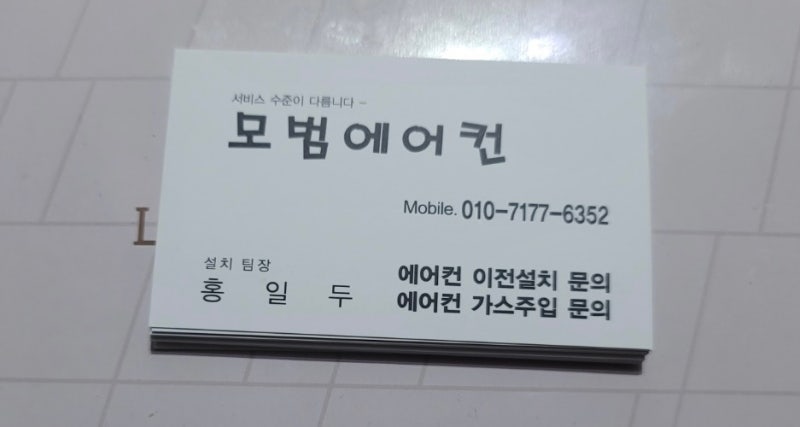 서비스 수준이 다릅니다 -
모범에어컨
Mobile. 010-7177-6352
설치 팀장
홍 일 두
에어컨 이전설치 문의
에어컨 가스주입 문의
L